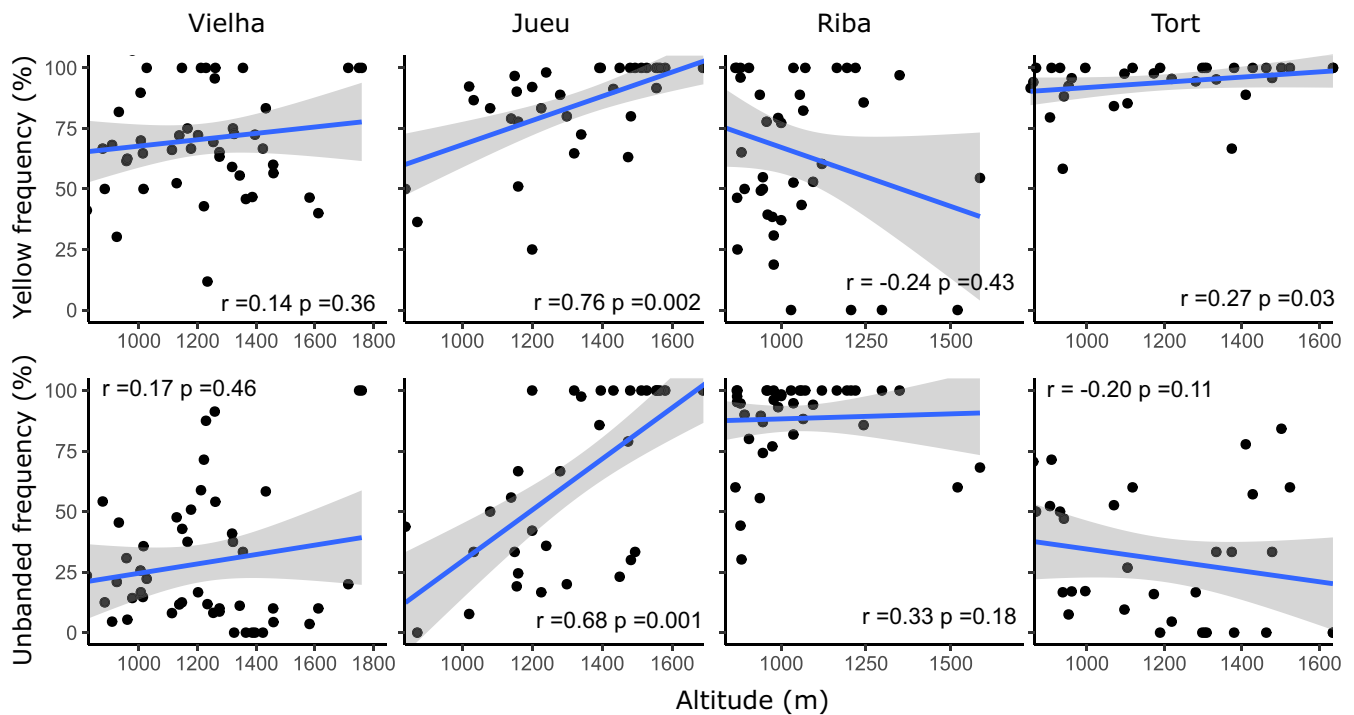 Vielha Jueu Riba Tort
Yellow frequency (%)
100
75
50
25
0
r =0.14 p =0.36
r =0.76 p =0.002
r = -0.24 p =0.43
r =0.27 p =0.03
1000 1200 1400 1600 1800
1000 1200 1400 1600
1000 1250 1500
1000 1200 1400 1600
Unbanded frequency (%)
100
75
50
25
0
r =0.17 p =0.46
r =0.68 p =0.001
r =0.33 p =0.18
r = -0.20 p =0.11
1000 1200 1400 1600 1800
1000 1200 1400 1600
1000 1250 1500
1000 1200 1400 1600
Altitude (m)